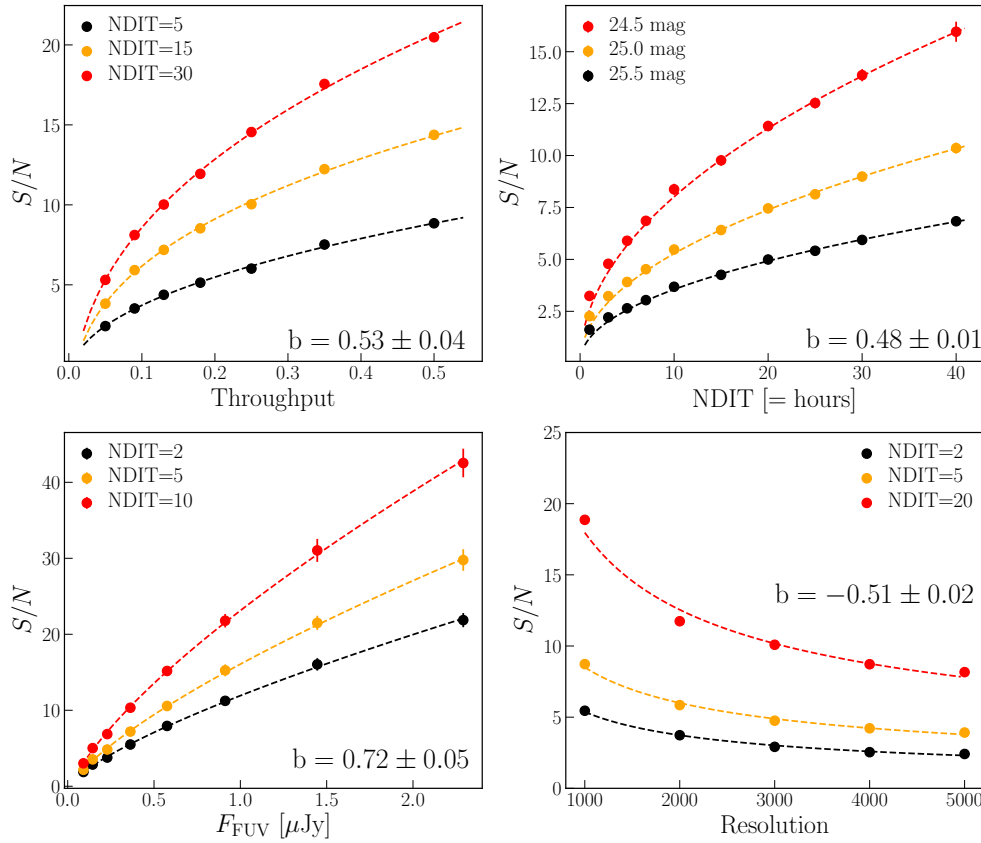 S/N
20
15
10
5
NDIT=5
NDIT=15
NDIT=30
b = 0.53 ± 0.04
0.0 0.1 0.2 0.3 0.4 0.5
Throughput
S/N
15.0
12.5
10.0
7.5
5.0
2.5
24.5 mag
25.0 mag
25.5 mag
b = 0.48 ± 0.01
10 20 30 40
NDIT [= hours]
S/N
40
30
20
10
0
NDIT=2
NDIT=5
NDIT=10
b = 0.72 ± 0.05
0.0 0.5 1.0 1.5 2.0
F_FUV [μJy]
S/N
25
20
15
10
5
0
NDIT=2
NDIT=5
NDIT=20
b = −0.51 ± 0.02
1000 2000 3000 4000 5000
Resolution